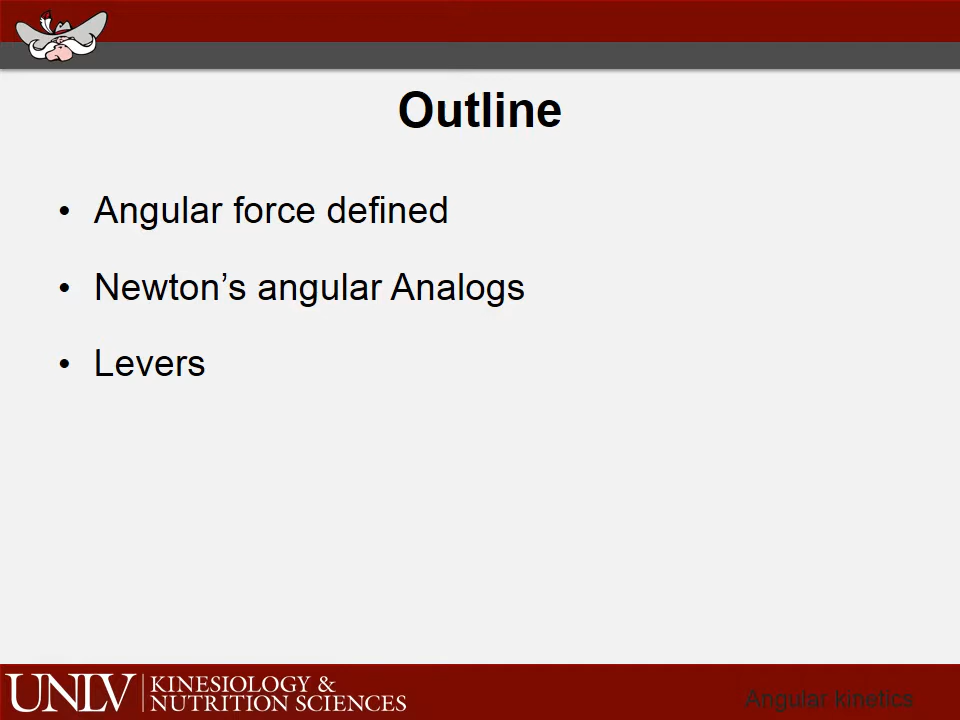 Outline
• Angular force defined
• Newton’s angular Analogs
• Levers
UNLV KINESIOLOGY &
NUTRITION SCIENCES
Angular kinetics